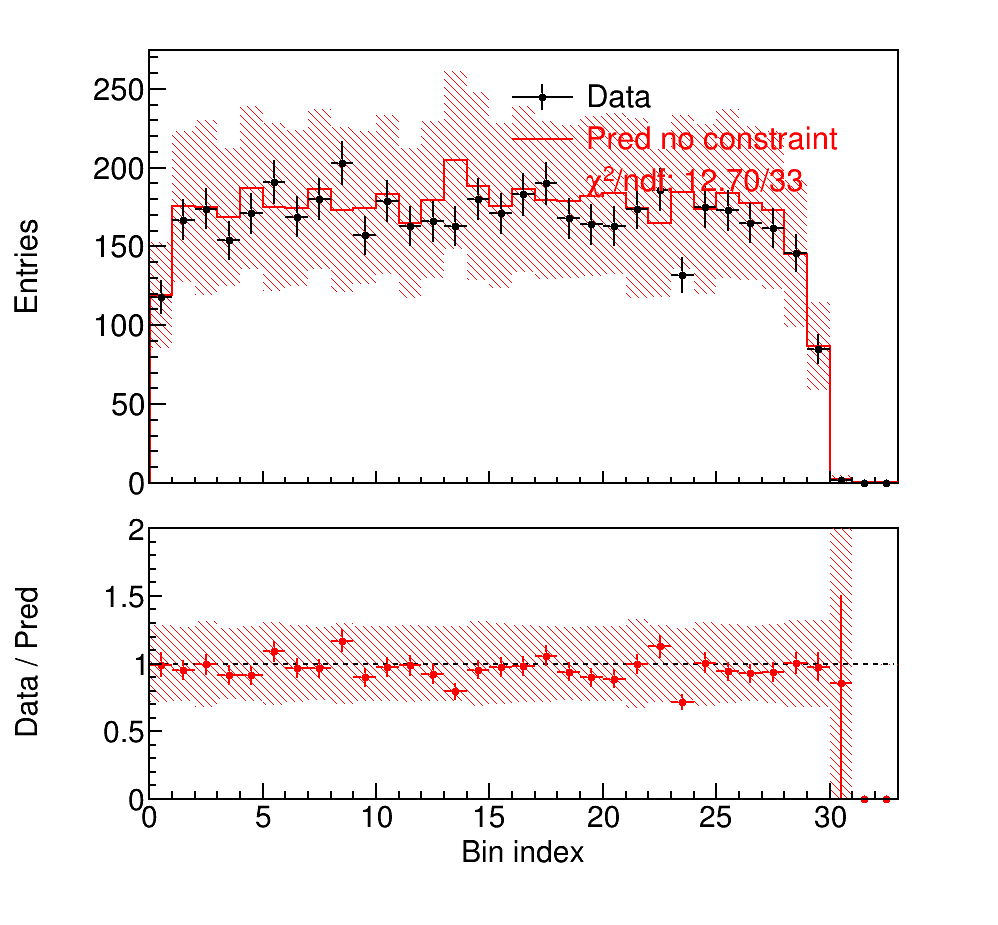 Entries
250
200
150
100
50
0
Data
Pred no constraint
χ²/ndf: 12.70/33
Data / Pred
2
1.5
1
0.5
0
0 5 10 15 20 25 30
Bin index